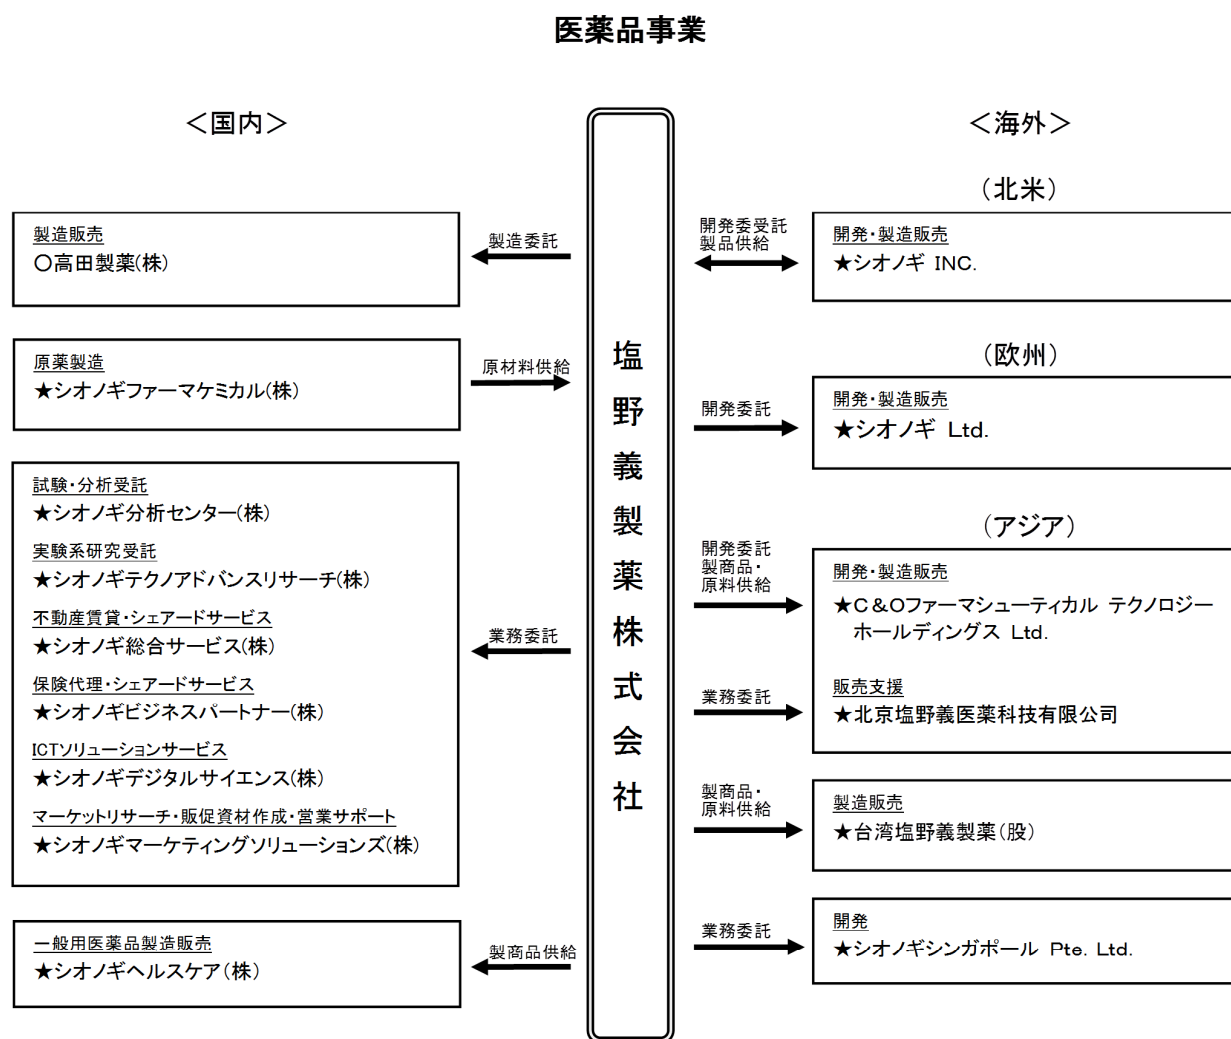 医薬品事業
＜国内＞
製造販売
〇高田製薬(株)
製造委託
原薬製造
★シオノギファーマケミカル(株)
原材料供給
試験・分析受託
★シオノギ分析センター(株)
実験系研究受託
★シオノギテクノアドバンスリサーチ(株)
不動産賃貸・シェアードサービス
★シオノギ総合サービス(株)
保険代理・シェアードサービス
★シオノギビジネスパートナー(株)
ICTソリューションサービス
★シオノギデジタルサイエンス(株)
マーケットリサーチ・販促資材作成・営業サポート
★シオノギマーケティングソリューションズ(株)
業務委託
一般用医薬品製造販売
★シオノギヘルスケア(株)
製商品供給
塩野義製薬株式会社
＜海外＞
(北米)
開発委受託
製品供給
開発・製造販売
★シオノギ INC.
(欧州)
開発委託
開発・製造販売
★シオノギ Ltd.
(アジア)
開発委託
製商品・
原料供給
開発・製造販売
★C&Oファーマシューティカル テクノロジー
ホールディングス Ltd.
業務委託
販売支援
★北京塩野義医薬科技有限公司
製商品・
原料供給
製造販売
★台湾塩野義製薬(股)
業務委託
開発
★シオノギシンガポール Pte. Ltd.